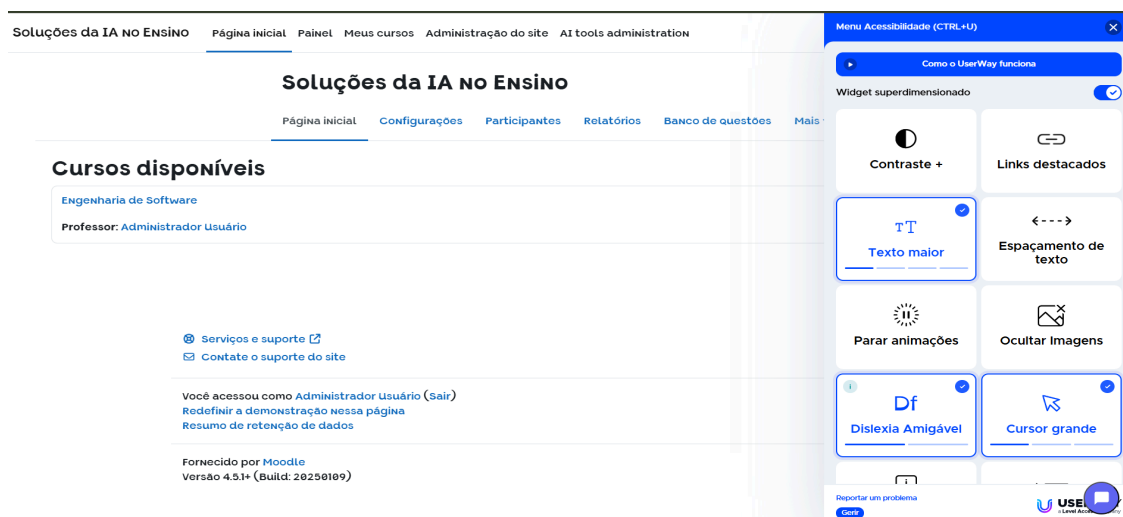 Soluções da IA no Ensino
Página inicial Painel Meus cursos Administração do site AI tools administration
Soluções da IA no Ensino
Página inicial Configurações Participantes Relatórios Banco de questões Mais
Cursos disponíveis
Engenharia de Software
Professor: Administrador Usuário
Serviços e suporte
Contate o suporte do site
Você acessou como Administrador Usuário (Sair)
Redefinir a demonstração nessa página
Resumo de retenção de dados
Fornecido por Moodle
Versão 4.5.1+ (Build: 20250109)
Menu Acessibilidade (CTRL+U)
Como o UserWay funciona
Widget superdimensionado
Contraste +
Links destacados
TT
Texto maior
Espaçamento de
texto
Parar animações
Ocultar Imagens
i
Df
Dislexia Amigável
Cursor grande
Reportar um problema
Gerir